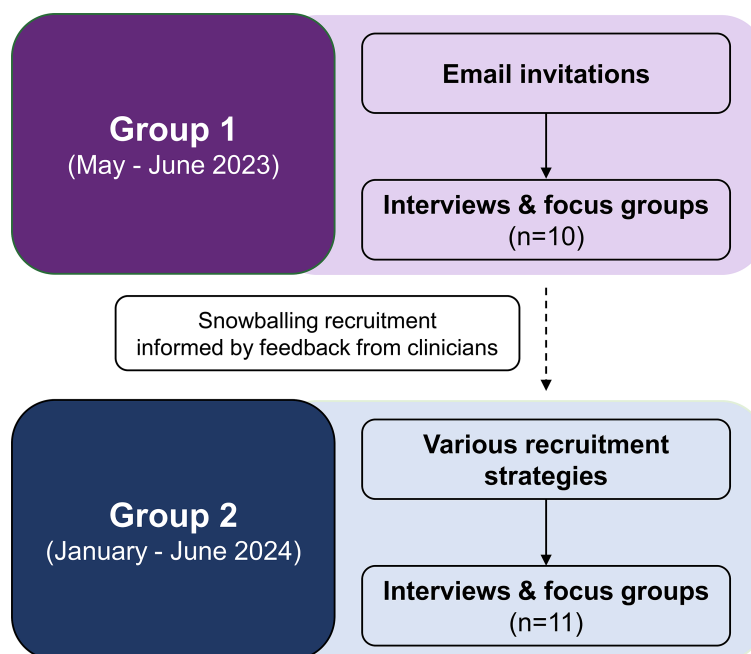 Group 1
(May - June 2023)
Email invitations
Interviews & focus groups
(n=10)
Snowballing recruitment
informed by feedback from clinicians
Group 2
(January - June 2024)
Various recruitment
strategies
Interviews & focus groups
(n=11)